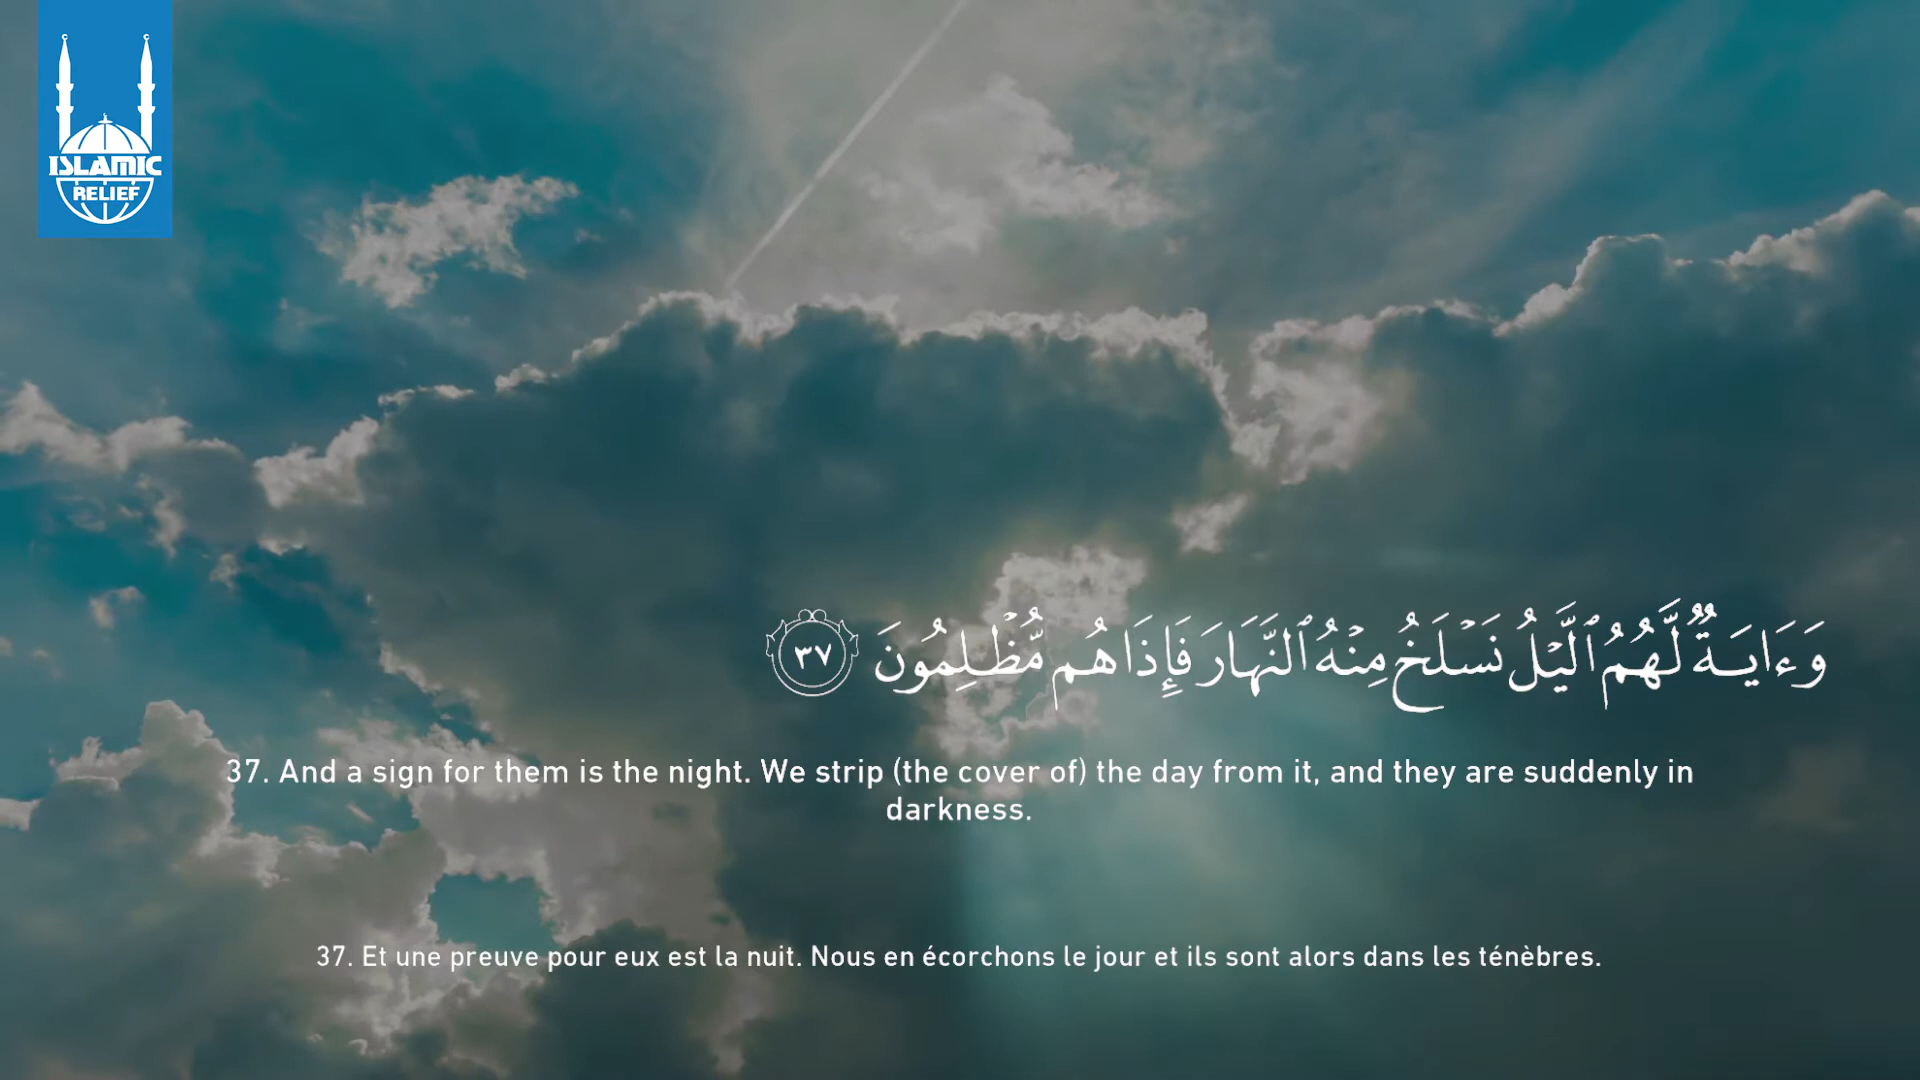 ISLAMIC
RELIEF
وَءَايَةٌ لَّهُمُ ٱلَّيْلُ نَسْلَخُ مِنْهُ ٱلنَّهَارَ فَإِذَا هُم مُّظْلِمُونَ ٣٧
37. And a sign for them is the night. We strip (the cover of) the day from it, and they are suddenly in
darkness.
37. Et une preuve pour eux est la nuit. Nous en écorchons le jour et ils sont alors dans les ténèbres.